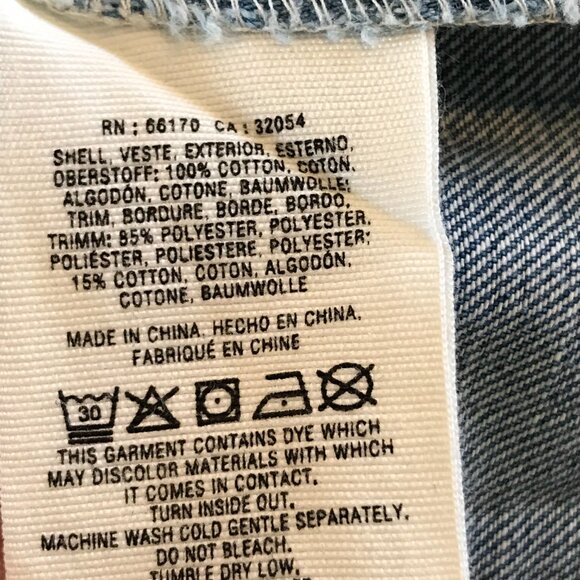 RN : 66170 CA : 32054
SHELL, VESTE, EXTERIOR, ESTERNO,
OBERSTOFF: 100% COTTON, COTON,
ALGODÓN, COTONE, BAUMWOLLE;
TRIM, BORDURE, BORDE, BORDO,
TRIMM: 85% POLYESTER, POLYESTER,
POLIÉSTER, POLIESTERE, POLYESTER;
15% COTTON, COTON, ALGODÓN,
COTONE, BAUMWOLLE
MADE IN CHINA. HECHO EN CHINA.
FABRIQUÉ EN CHINE
30
THIS GARMENT CONTAINS DYE WHICH
MAY DISCOLOR MATERIALS WITH WHICH
IT COMES IN CONTACT.
TURN INSIDE OUT.
MACHINE WASH COLD GENTLE SEPARATELY.
DO NOT BLEACH.
TUMBLE DRY LOW.